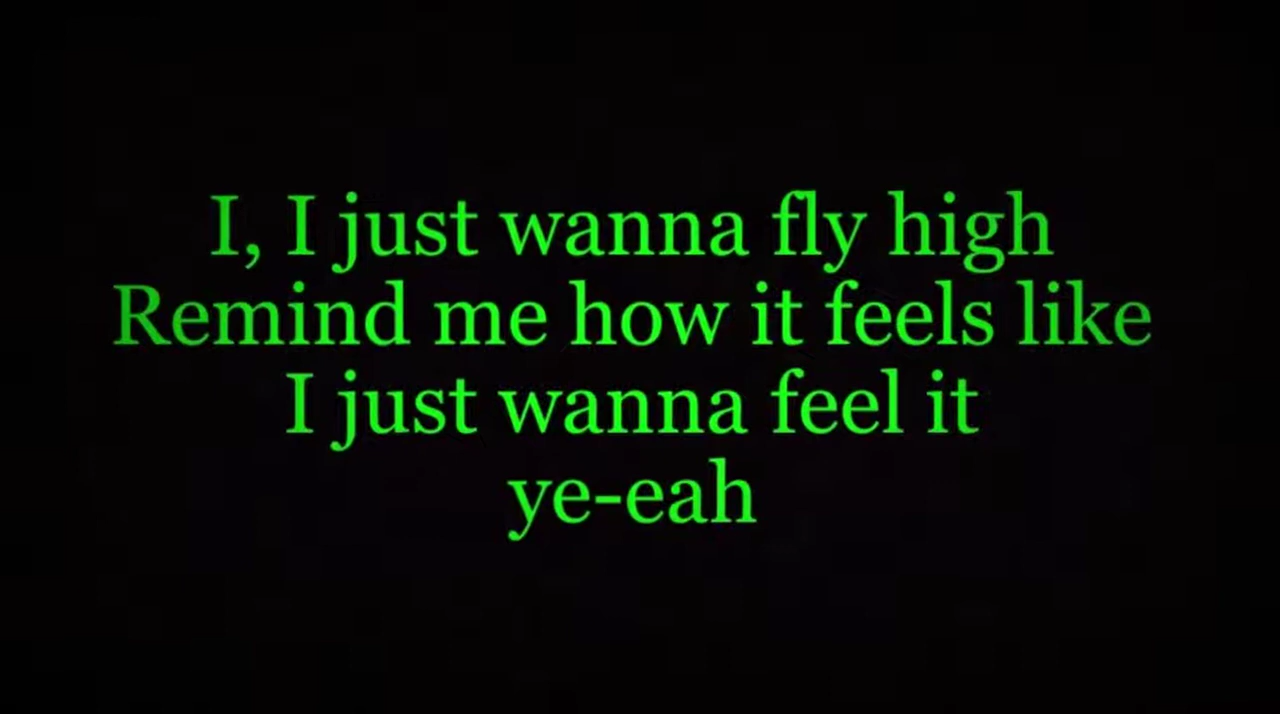 I, I just wanna fly high
Remind me how it feels like
I just wanna feel it
ye-eah